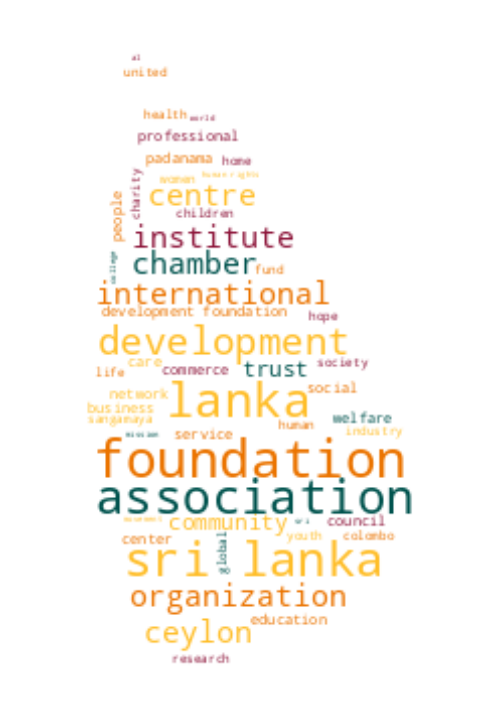 al
united
health world
professional
padanama home
women human rights
charity
people
centre
children
institute
chamber
college
fund
international
development foundation
hope
development
care
society
life
commerce
trust
network
lanka
social
business
sangamaya
welfare
human
industry
mission
service
foundation
association
movement
community
sri
council
center
global
youth
colombo
sri lanka
organization
education
ceylon
research